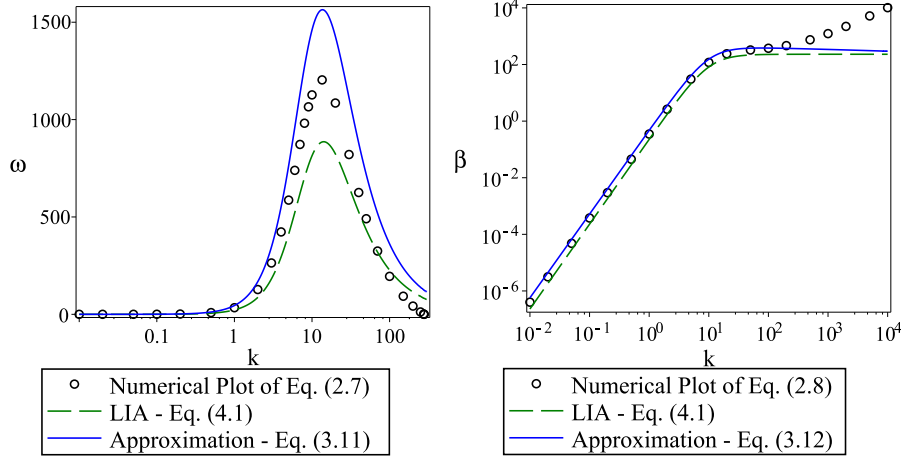 1500
1000
500
0
ω
0.1
1
10
100
k
Numerical Plot of Eq. (2.7)
LIA - Eq. (4.1)
Approximation - Eq. (3.11)
10^4
10^2
10^0
10^-2
10^-4
10^-6
β
10^-2
10^-1
10^0
10^1
10^2
10^3
10^4
k
Numerical Plot of Eq. (2.8)
LIA - Eq. (4.1)
Approximation - Eq. (3.12)